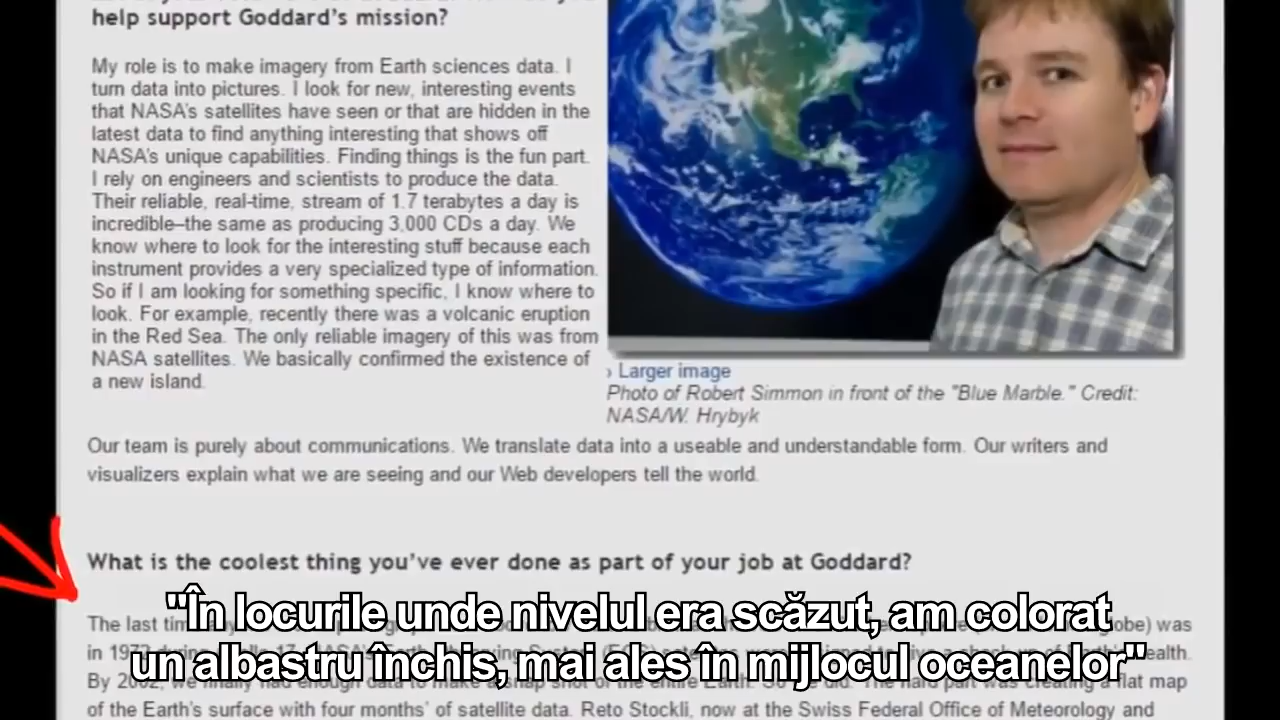 help support Goddard's mission?
My role is to make imagery from Earth sciences data. I
turn data into pictures. I look for new, interesting events
that NASA's satellites have seen or that are hidden in the
latest data to find anything interesting that shows off
NASA's unique capabilities. Finding things is the fun part.
I rely on engineers and scientists to produce the data.
Their reliable, real-time, stream of 1.7 terabytes a day is
incredible–the same as producing 3,000 CDs a day. We
know where to look for the interesting stuff because each
instrument provides a very specialized type of information.
So if I am looking for something specific, I know where to
look. For example, recently there was a volcanic eruption
in the Red Sea. The only reliable imagery of this was from
NASA satellites. We basically confirmed the existence of
a new island.
› Larger image
Photo of Robert Simmon in front of the "Blue Marble." Credit:
NASA/W. Hrybyk
Our team is purely about communications. We translate data into a useable and understandable form. Our writers and
visualizers explain what we are seeing and our Web developers tell the world.
What is the coolest thing you've ever done as part of your job at Goddard?
The last globe) was
"În locurile unde nivelul era scăzut, am colorat
in
un albastru închis, mai ales în mijlocul oceanelor"
By 2002, we finally had enough data to make a snap shot of the entire Earth. So we did. The hard part was creating a flat map
of the Earth's surface with four months' of satellite data. Reto Stockli, now at the Swiss Federal Office of Meteorology and